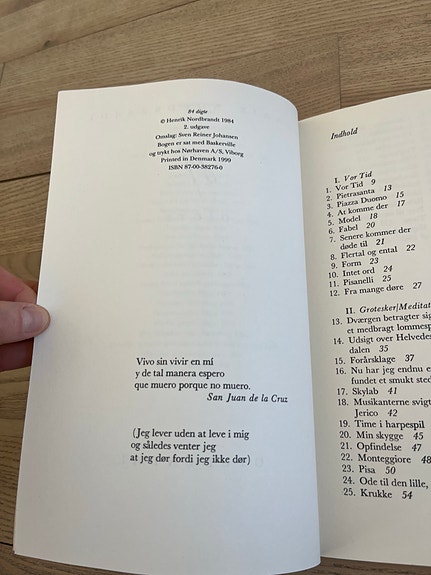 84 digte
© Henrik Nordbrandt 1984
2. udgave
Omslag: Sven Reiner Johansen
Bogen er sat med Baskerville
og trykt hos Nørhaven A/S, Viborg
Printed in Denmark 1999
ISBN 87-00-38276-0
Vivo sin vivir en mí
y de tal manera espero
que muero porque no muero.
San Juan de la Cruz
(Jeg lever uden at leve i mig
og således venter jeg
at jeg dør fordi jeg ikke dør)
Indhold
I. Vor Tid
1. Vor Tid 9
2. Pietrasanta 13
3. Piazza Duomo 15
4. At komme der 17
5. Model 18
6. Fabel 20
7. Senere kommer der
døde til 21
8. Flertal og ental 22
9. Form 23
10. Intet ord 24
11. Pisanelli 25
12. Fra mange døre 27
II. Grotesker/Meditat
13. Dværgen betragter sig
et medbragt lommesp
14. Udsigt over Helvedes
dalen 35
15. Forårsklage 37
16. Nu har jeg endnu e
fundet et smukt sted
17. Skylab 41
18. Musikanterne svigt
Jerico 42
19. Time i harpespil
20. Min skygge 45
21. Opfindelse 47
22. Monteggiore 48
23. Pisa 50
24. Ode til den lille,
25. Krukke 54